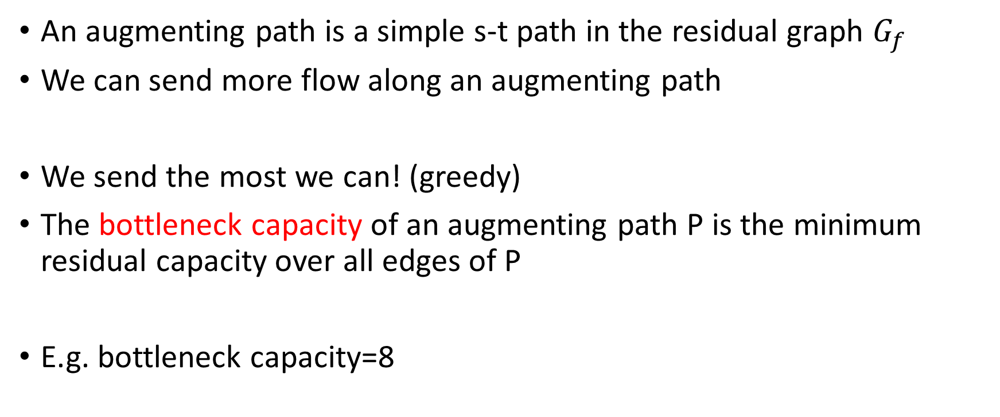 • An augmenting path is a simple s-t path in the residual graph G_f
• We can send more flow along an augmenting path
• We send the most we can! (greedy)
• The bottleneck capacity of an augmenting path P is the minimum
residual capacity over all edges of P
• E.g. bottleneck capacity=8